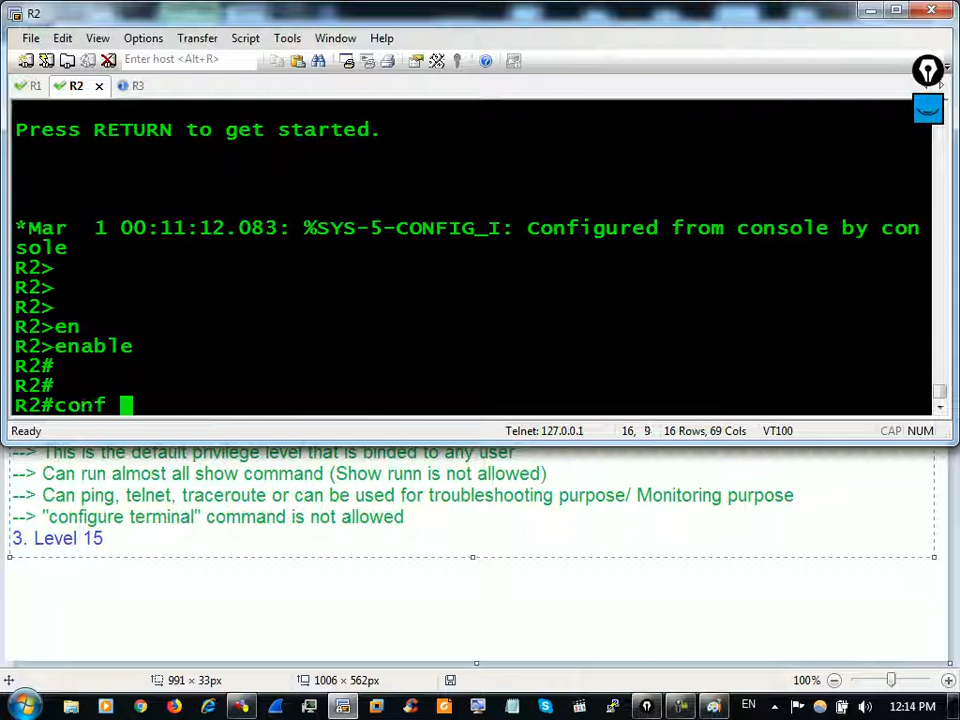 R2
File Edit View Options Transfer Script Tools Window Help
Enter host <Alt+R>
R1 R2 R3
Press RETURN to get started.
*Mar  1 00:11:12.083: %SYS-5-CONFIG_I: Configured from console by con
sole
R2>
R2>
R2>
R2>en
R2>enable
R2#
R2#
R2#conf
Ready Telnet: 127.0.0.1 16, 9 16 Rows, 69 Cols VT100 CAP NUM
--> This is the default privilege level that is binded to any user
--> Can run almost all show command (Show runn is not allowed)
--> Can ping, telnet, traceroute or can be used for troubleshooting purpose/ Monitoring purpose
--> "configure terminal" command is not allowed
3. Level 15
991 × 33px 1006 × 562px 100%
EN 12:14 PM